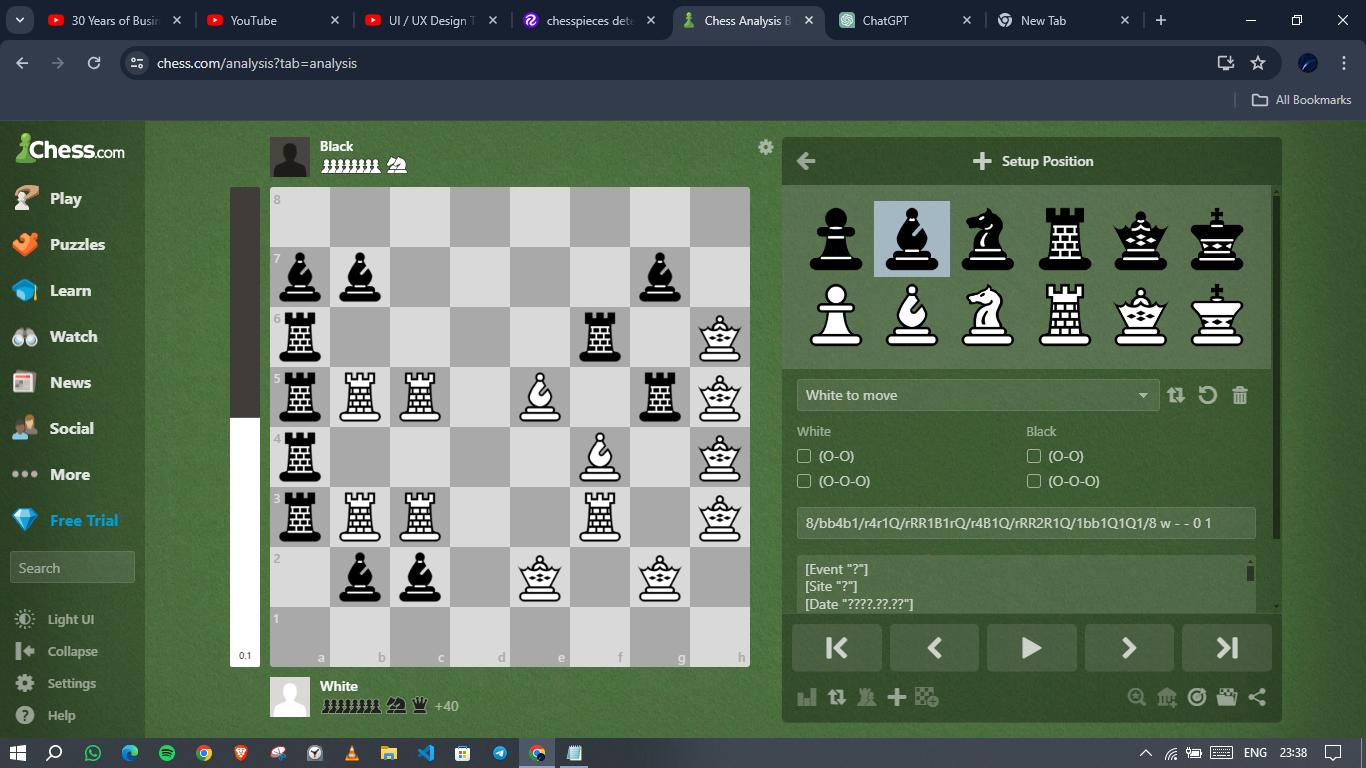 30 Years of Busin
YouTube
UI / UX Design T
chesspieces dete
Chess Analysis B
ChatGPT
New Tab
chess.com/analysis?tab=analysis
All Bookmarks
Chess.com
Play
Puzzles
Learn
Watch
News
Social
More
Free Trial
Search
Light UI
Collapse
Settings
Help
Black
8
7
6
5
4
3
2
1
a b c d e f g h
0.1
White
+40
Setup Position
White to move
White Black
(O-O) (O-O)
(O-O-O) (O-O-O)
8/bb4b1/r4r1Q/rRR1B1rQ/r4B1Q/rRR2R1Q/1bb1Q1Q1/8 w - - 0 1
[Event "?"]
[Site "?"]
[Date "????.??.??"]
ENG 23:38